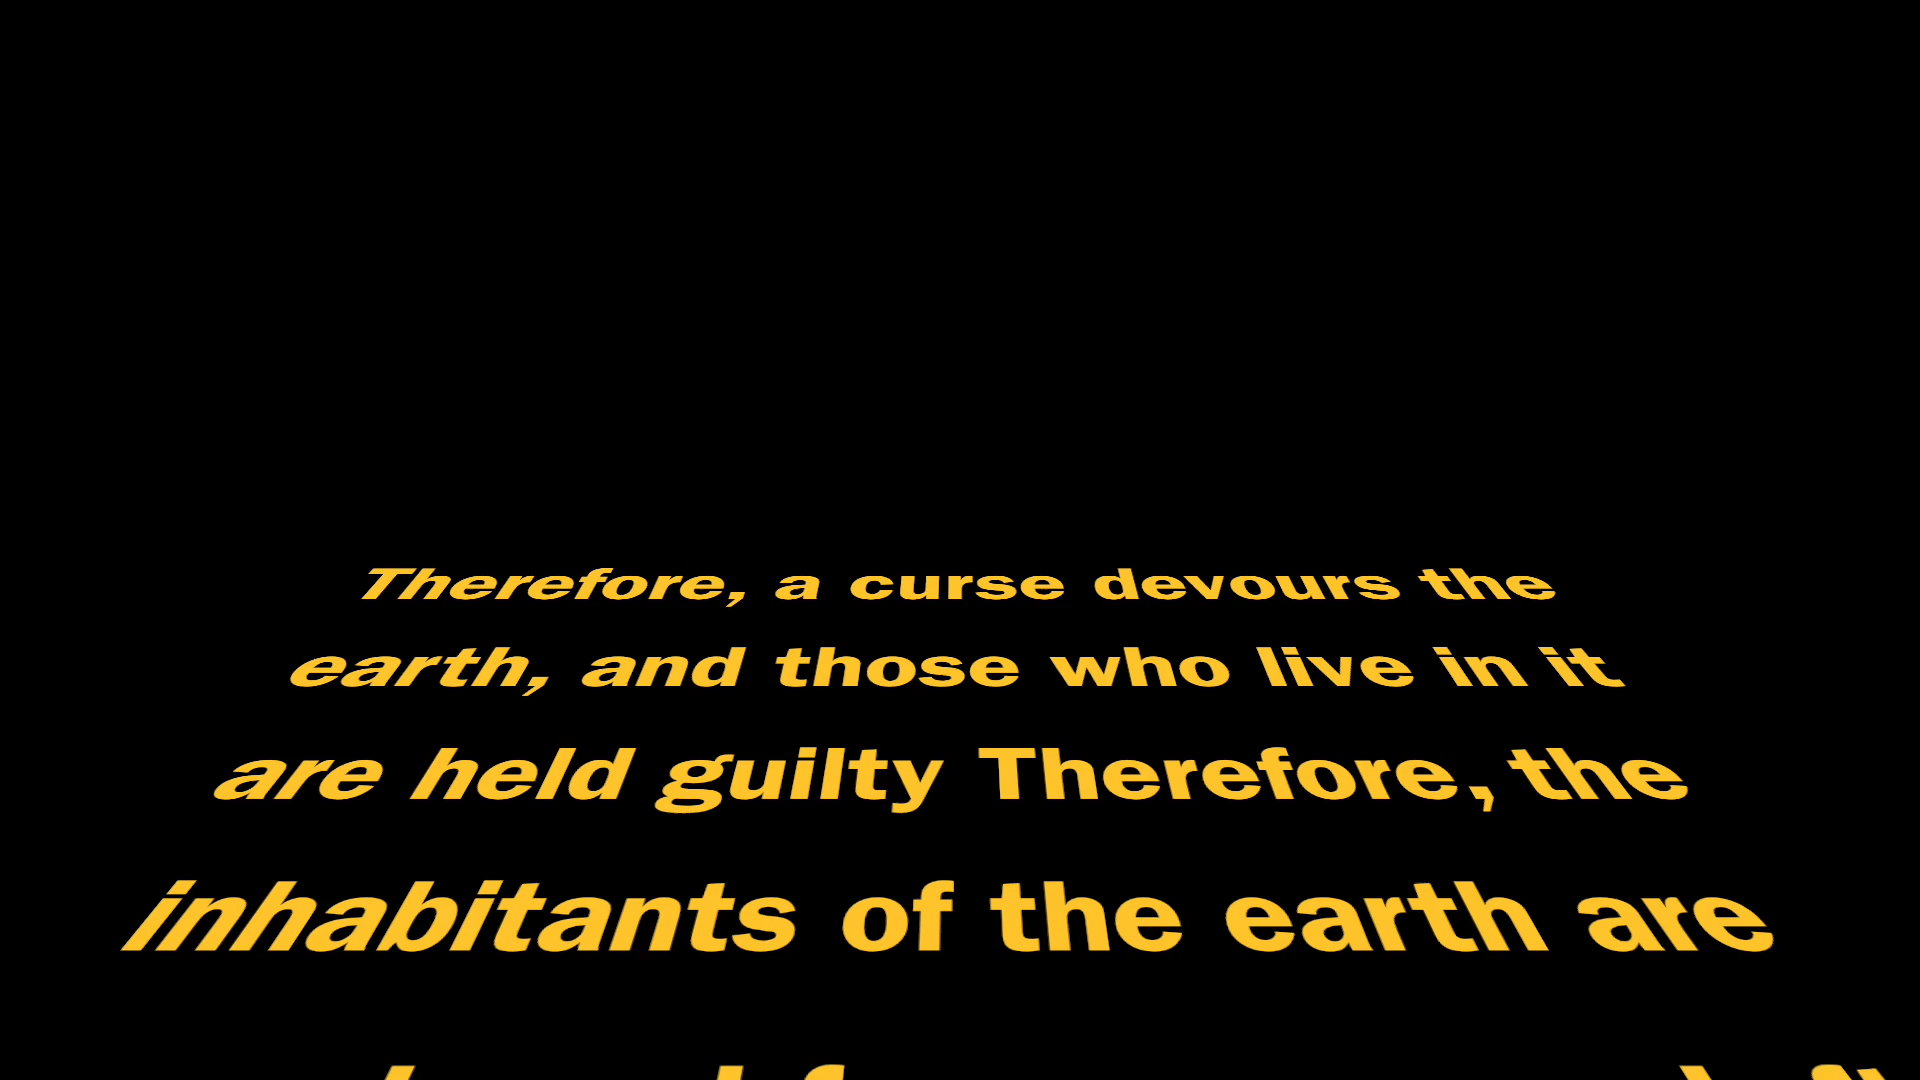 Therefore, a curse devours the
earth, and those who live in it
are held guilty Therefore, the
inhabitants of the earth are